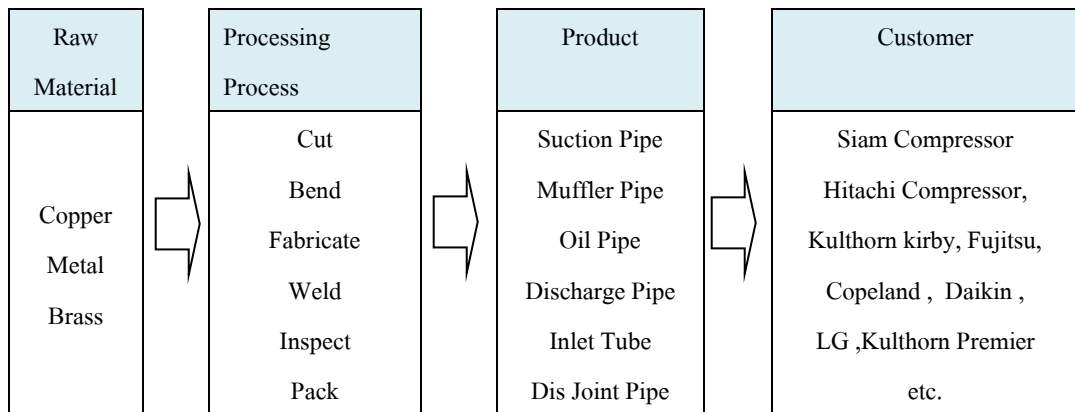 Raw
Material
Copper
Metal
Brass
Processing
Process
Cut
Bend
Fabricate
Weld
Inspect
Pack
Product
Suction Pipe
Muffler Pipe
Oil Pipe
Discharge Pipe
Inlet Tube
Dis Joint Pipe
Customer
Siam Compressor
Hitachi Compressor,
Kulthorn kirby, Fujitsu,
Copeland , Daikin ,
LG ,Kulthorn Premier
etc.